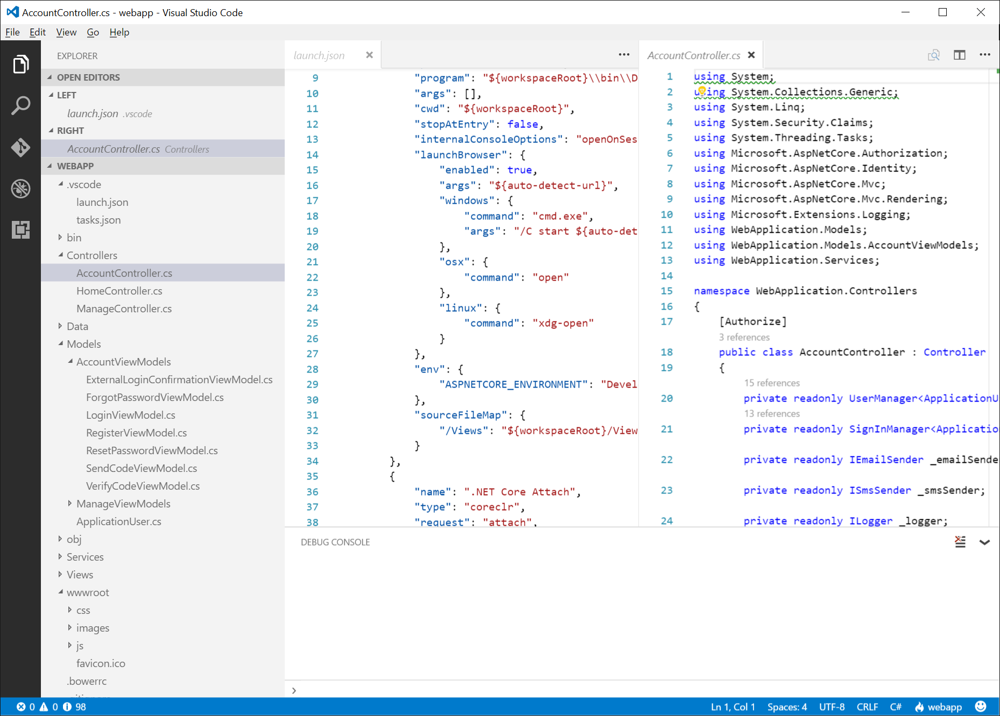 AccountController.cs - webapp - Visual Studio Code
File Edit View Go Help
EXPLORER
OPEN EDITORS
LEFT
launch.json .vscode
RIGHT
AccountController.cs Controllers
WEBAPP
.vscode
launch.json
tasks.json
bin
Controllers
AccountController.cs
HomeController.cs
ManageController.cs
Data
Models
AccountViewModels
ExternalLoginConfirmationViewModel.cs
ForgotPasswordViewModel.cs
LoginViewModel.cs
RegisterViewModel.cs
ResetPasswordViewModel.cs
SendCodeViewModel.cs
VerifyCodeViewModel.cs
ManageViewModels
ApplicationUser.cs
obj
Services
Views
wwwroot
css
images
js
favicon.ico
.bowerrc
launch.json
9 "program": "${workspaceRoot}\\bin\\D
10 "args": [],
11 "cwd": "${workspaceRoot}",
12 "stopAtEntry": false,
13 "internalConsoleOptions": "openOnSes
14 "launchBrowser": {
15 "enabled": true,
16 "args": "${auto-detect-url}",
17 "windows": {
18 "command": "cmd.exe",
19 "args": "/C start ${auto-det
20 },
21 "osx": {
22 "command": "open"
23 },
24 "linux": {
25 "command": "xdg-open"
26 }
27 },
28 "env": {
29 "ASPNETCORE_ENVIRONMENT": "Devel
30 },
31 "sourceFileMap": {
32 "/Views": "${workspaceRoot}/View
33 }
34 },
35 {
36 "name": ".NET Core Attach",
37 "type": "coreclr",
38 "request": "attach",
AccountController.cs
1 using System;
2 using System.Collections.Generic;
3 using System.Linq;
4 using System.Security.Claims;
5 using System.Threading.Tasks;
6 using Microsoft.AspNetCore.Authorization;
7 using Microsoft.AspNetCore.Identity;
8 using Microsoft.AspNetCore.Mvc;
9 using Microsoft.AspNetCore.Mvc.Rendering;
10 using Microsoft.Extensions.Logging;
11 using WebApplication.Models;
12 using WebApplication.Models.AccountViewModels;
13 using WebApplication.Services;
14
15 namespace WebApplication.Controllers
16 {
17 [Authorize]
3 references
18 public class AccountController : Controller
19 {
15 references
20 private readonly UserManager<ApplicationU
13 references
21 private readonly SignInManager<Applicatio
22 private readonly IEmailSender _emailSende
23 private readonly ISmsSender _smsSender;
24 private readonly ILogger _logger;
DEBUG CONSOLE
0 0 98
Ln 1, Col 1 Spaces: 4 UTF-8 CRLF C# webapp